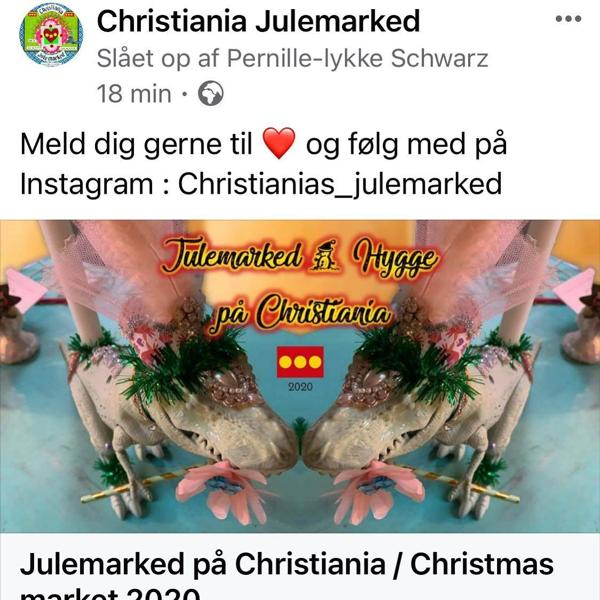 Christiania Julemarked
Slået op af Pernille-lykke Schwarz
18 min ·
Meld dig gerne til ❤️ og følg med på
Instagram : Christianias_julemarked
Julemarked Hygge
på Christiania
2020
Julemarked på Christiania / Christmas
market 2020